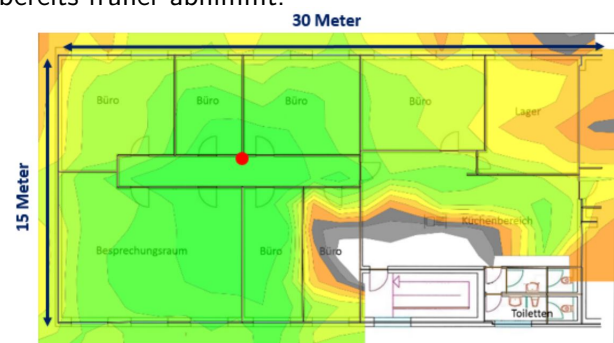 bereits früher abnimmt.
30 Meter
15 Meter
Büro
Büro
Büro
Büro
Lager
Besprechungsraum
Büro
Büro
Küchenbereich
Toiletten